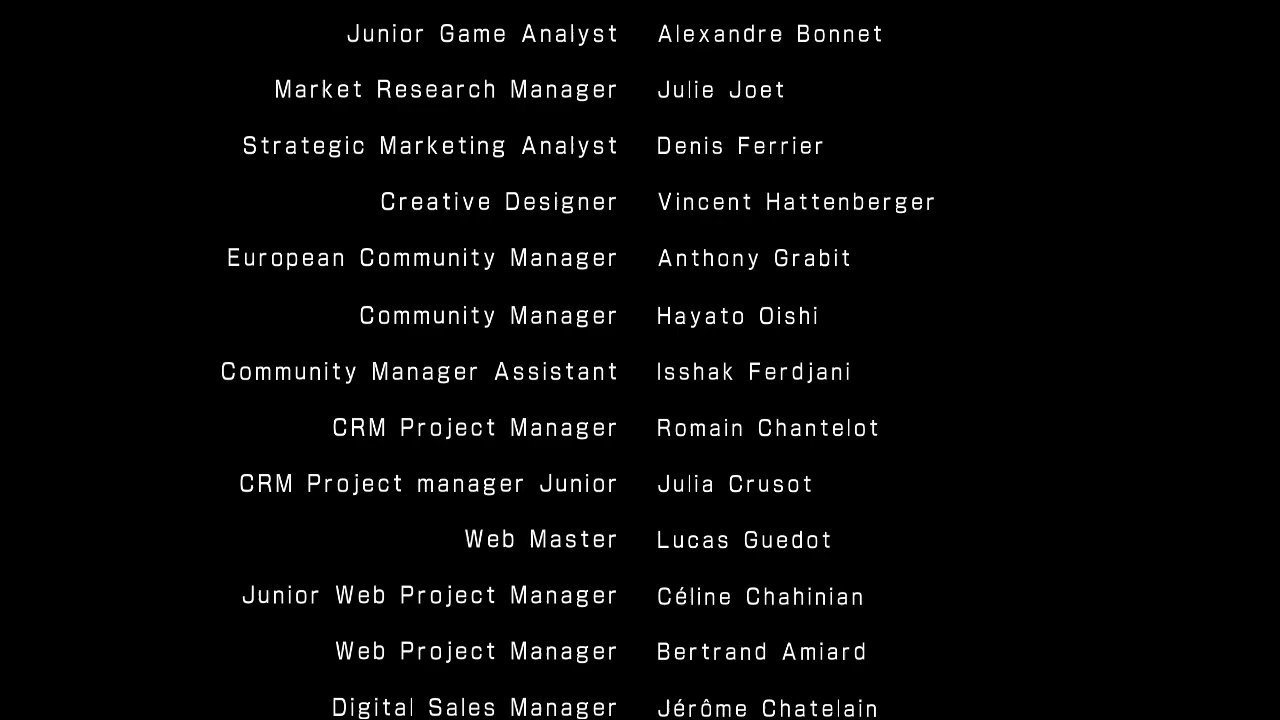 Junior Game Analyst Alexandre Bonnet
Market Research Manager Julie Joet
Strategic Marketing Analyst Denis Ferrier
Creative Designer Vincent Hattenberger
European Community Manager Anthony Grabit
Community Manager Hayato Oishi
Community Manager Assistant Isshak Ferdjani
CRM Project Manager Romain Chantelot
CRM Project manager Junior Julia Crusot
Web Master Lucas Guedot
Junior Web Project Manager Céline Chahinian
Web Project Manager Bertrand Amiard
Digital Sales Manager Jérôme Chatelain